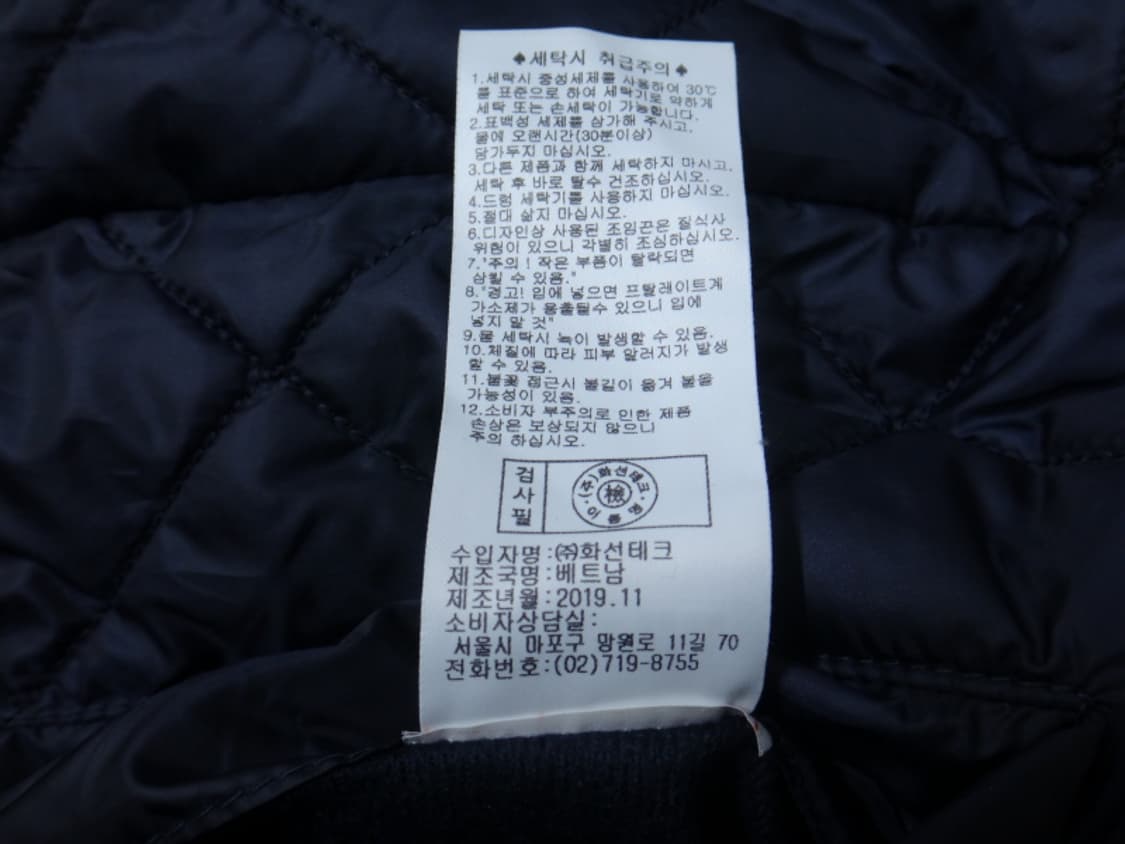 ♠세탁시 취급주의♠
1.세탁시 중성세제를 사용하여 30℃
를 표준으로 하여 세탁기로 약하게
세탁 또는 손세탁이 가능합니다.
2.표백성 세제를 삼가해 주시고,
물에 오랜시간(30분이상)
담가두지 마십시오.
3.다른 제품과 함께 세탁하지 마시고,
세탁 후 바로 탈수 건조하십시오.
4.드럼 세탁기를 사용하지 마십시오.
5.절대 삶지 마십시오.
6.디자인상 사용된 조임끈은 질식사
위험이 있으니 각별히 조심하십시오.
7."주의! 작은 부품이 탈락되면
삼킬 수 있음."
8."경고! 입에 넣으면 프탈레이트계
가소제가 용출될수 있으니 입에
넣지 말 것"
9.물 세탁시 녹이 발생할 수 있음.
10.체질에 따라 피부 알러지가 발생
할 수 있음.
11.불꽃 접근시 불길이 옮겨 붙을
가능성이 있음.
12.소비자 부주의로 인한 제품
손상은 보상되지 않으니
주의 하십시오.
검사필
(주)화선테크
檢
수입자명:㈜화선테크
제조국명:베트남
제조년월:2019.11
소비자상담실:
서울시 마포구 망원로 11길 70
전화번호:(02)719-8755